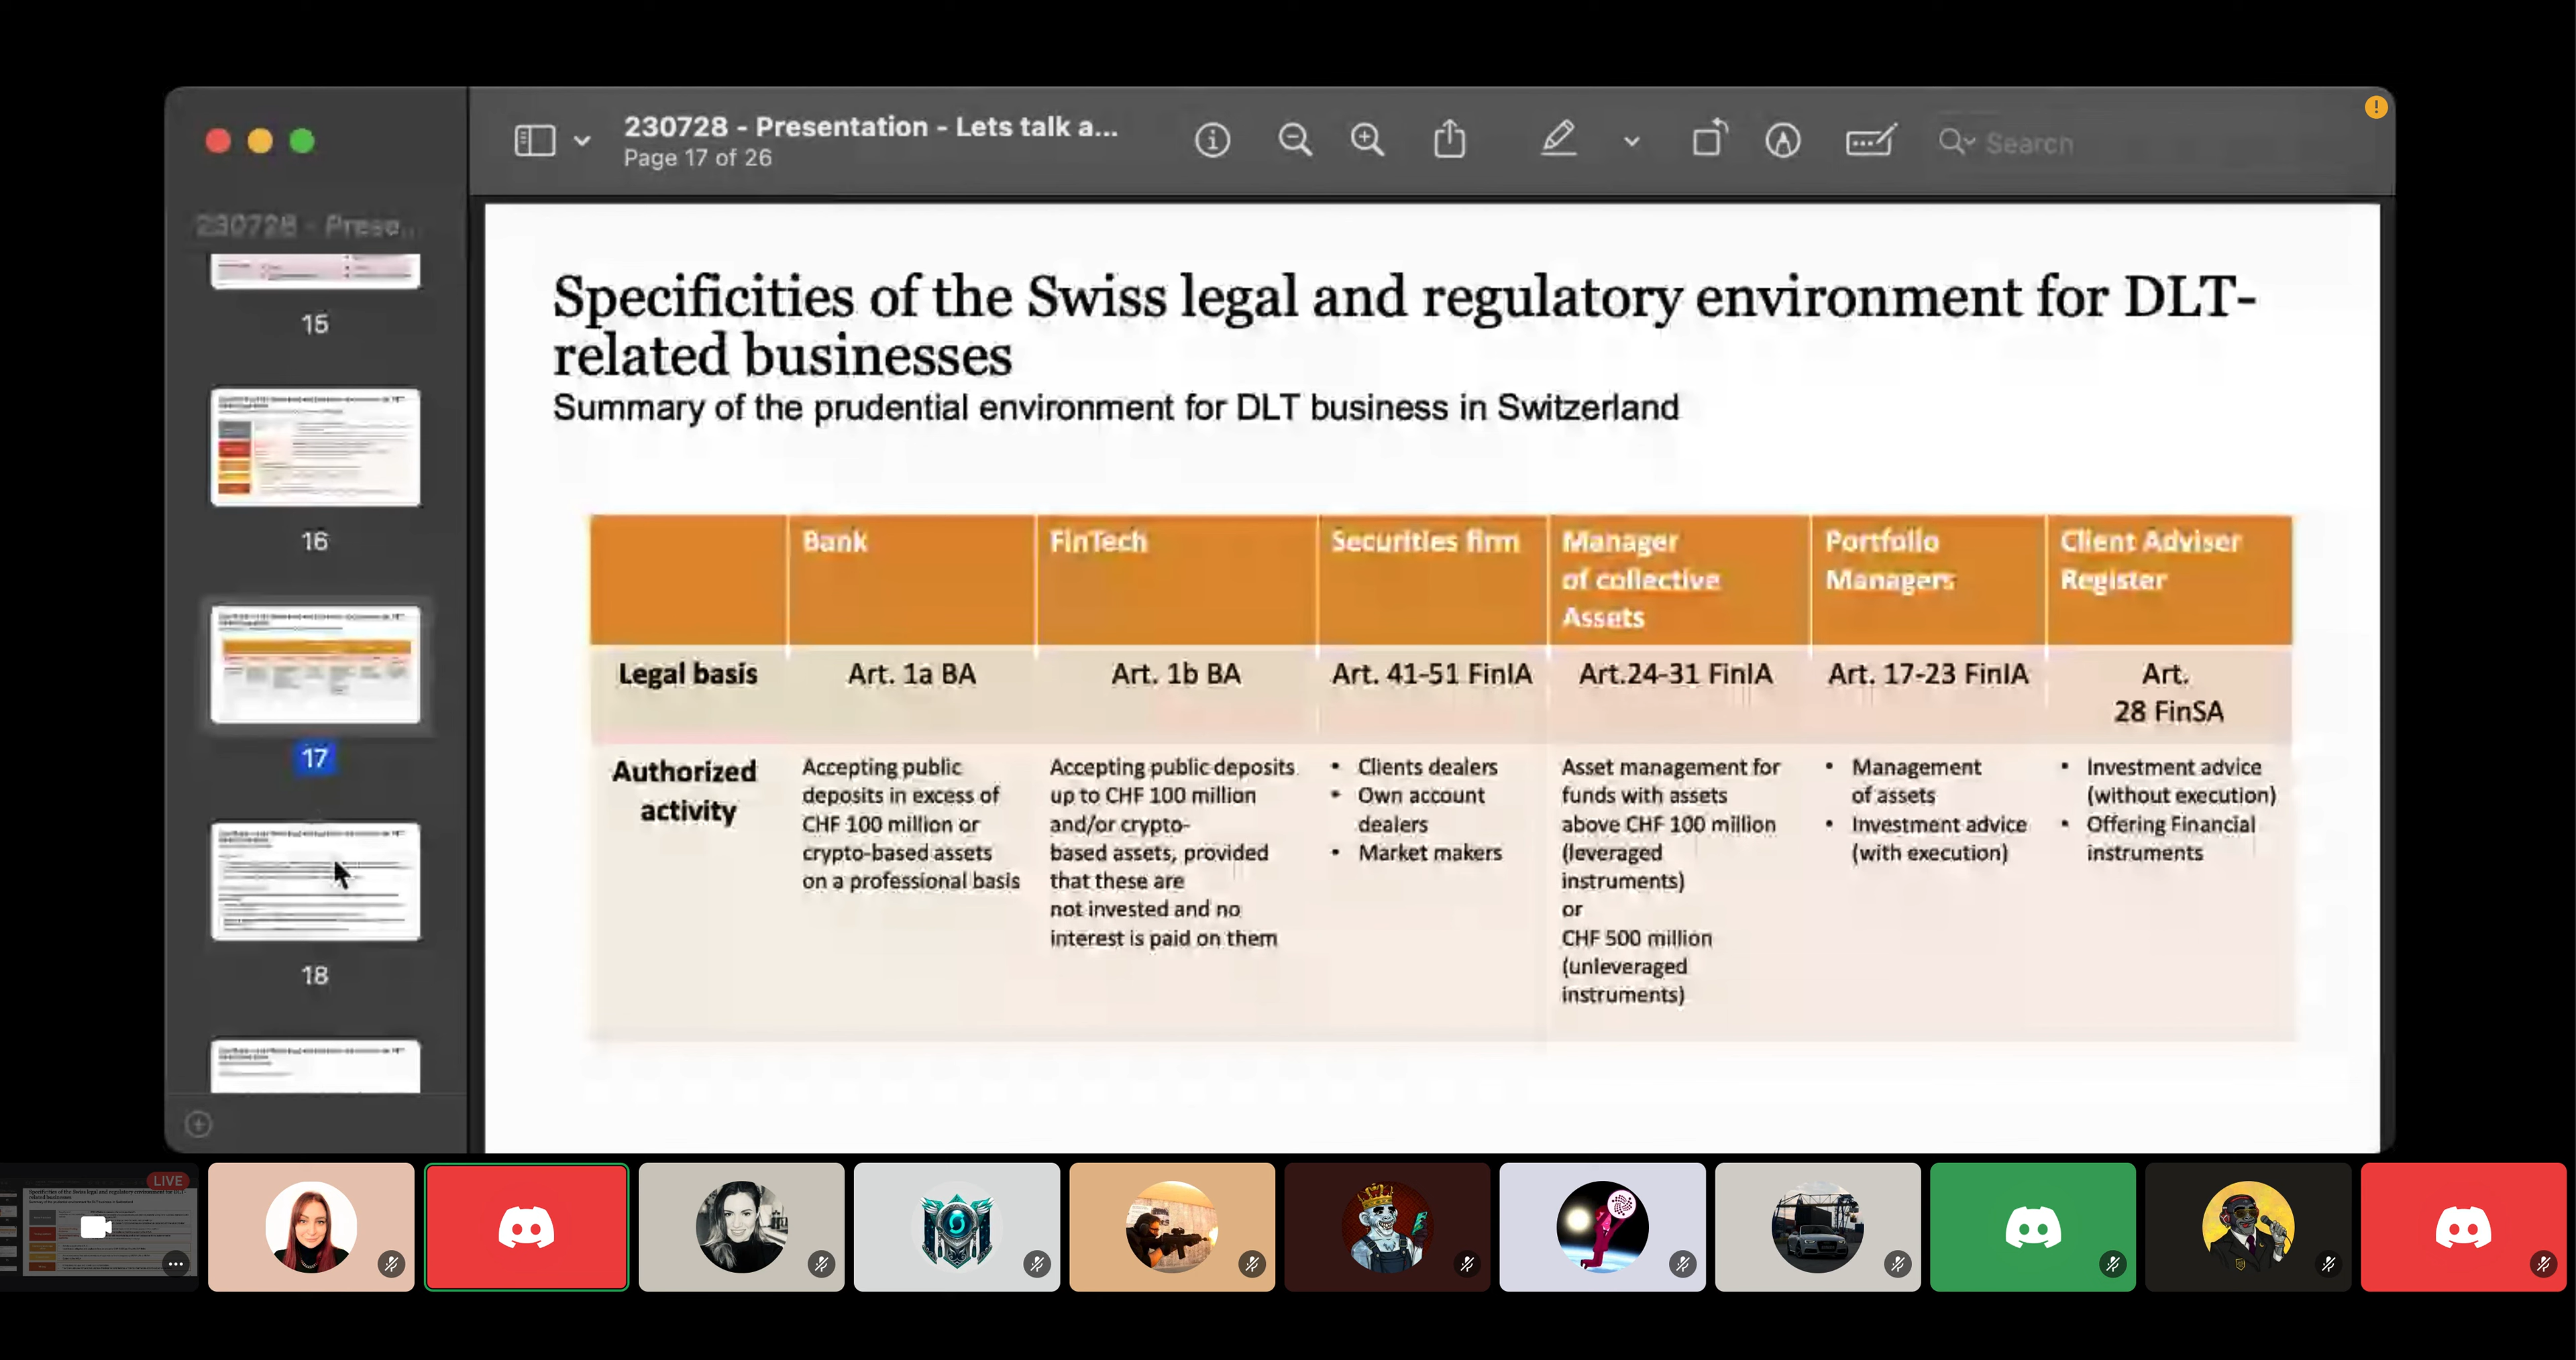 230728 - Presentation - Lets talk a...
Page 17 of 26
Search
230728 - Prese...
15
16
17
18
Specificities of the Swiss legal and regulatory environment for DLT-
related businesses
Summary of the prudential environment for DLT business in Switzerland
Bank
FinTech
Securities firm
Manager
of collective
Assets
Portfolio
Managers
Client Adviser
Register
Legal basis
Art. 1a BA
Art. 1b BA
Art. 41-51 FinIA
Art.24-31 FinIA
Art. 17-23 FinIA
Art.
28 FinSA
Authorized
activity
Accepting public
deposits in excess of
CHF 100 million or
crypto-based assets
on a professional basis
Accepting public deposits
up to CHF 100 million
and/or crypto-
based assets, provided
that these are
not invested and no
interest is paid on them
• Clients dealers
• Own account
dealers
• Market makers
Asset management for
funds with assets
above CHF 100 million
(leveraged
instruments)
or
CHF 500 million
(unleveraged
instruments)
• Management
of assets
• Investment advice
(with execution)
• Investment advice
(without execution)
• Offering Financial
instruments
LIVE